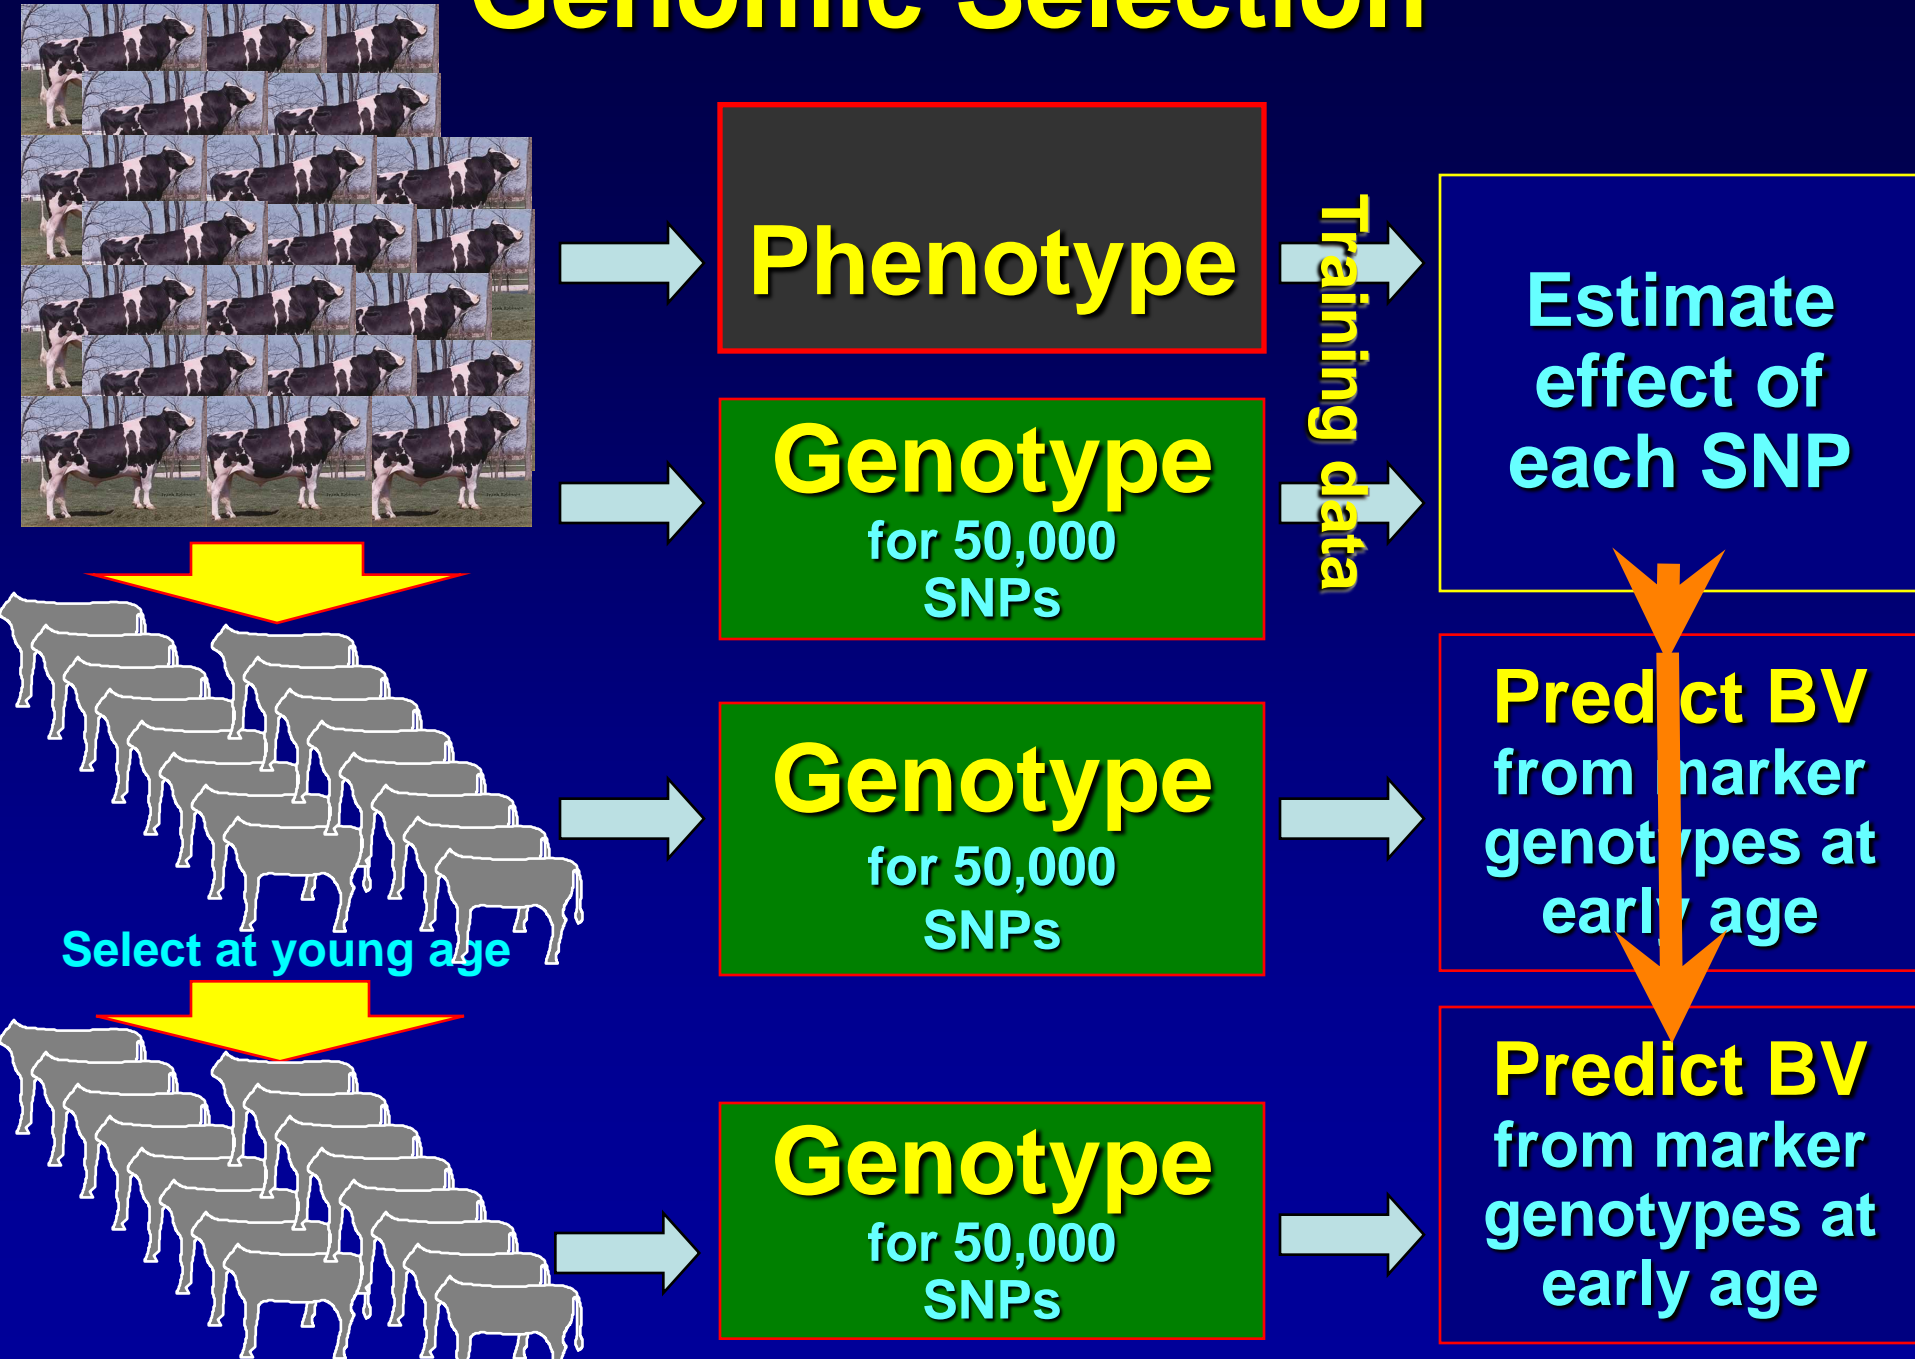 Genomic Selection
Phenotype
Training data
Estimate
effect of
each SNP
Genotype
for 50,000
SNPs
Genotype
for 50,000
SNPs
Predict BV
from marker
genotypes at
early age
Select at young age
Genotype
for 50,000
SNPs
Predict BV
from marker
genotypes at
early age